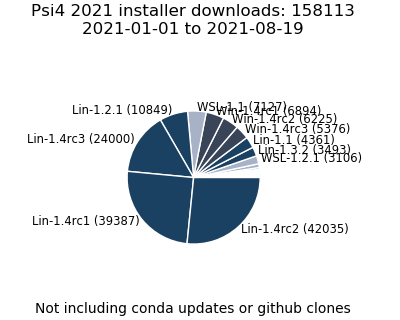 Psi4 2021 installer downloads: 158113
2021-01-01 to 2021-08-19
WSL-1.1 (7127)
Win-1.4rc1 (6894)
Win-1.4rc2 (6225)
Win-1.4rc3 (5376)
Lin-1.1 (4361)
Lin-1.3.2 (3493)
WSL-1.2.1 (3106)
Lin-1.2.1 (10849)
Lin-1.4rc3 (24000)
Lin-1.4rc1 (39387)
Lin-1.4rc2 (42035)
Not including conda updates or github clones